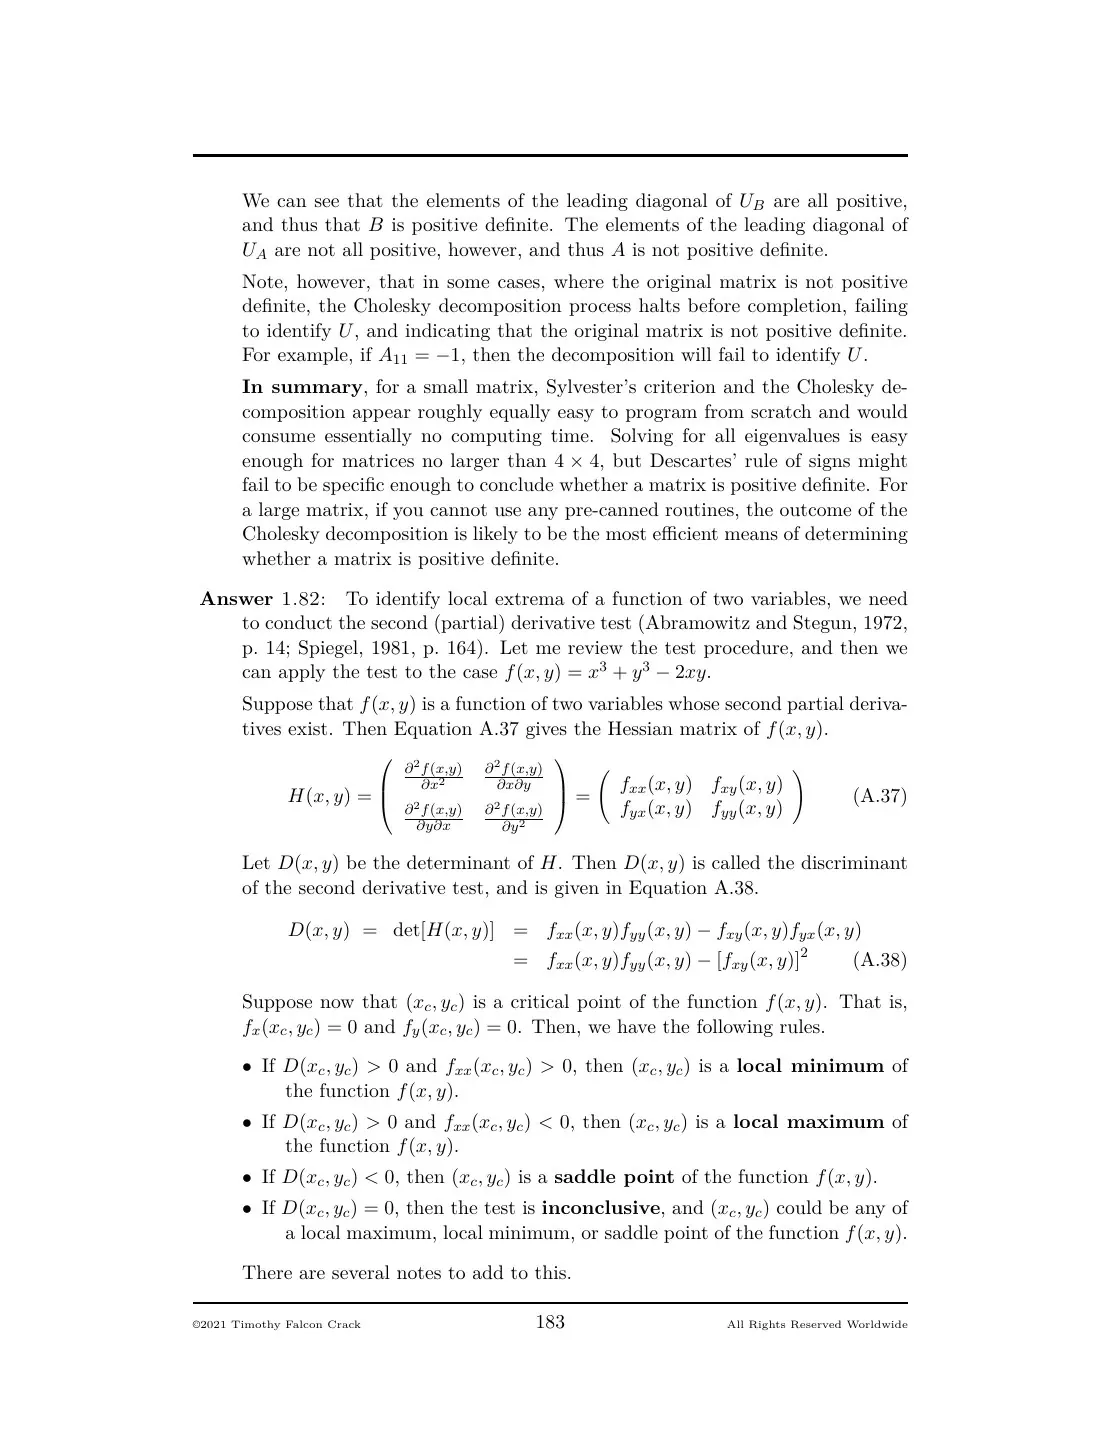 We can see that the elements of the leading diagonal of U_B are all positive,
and thus that B is positive definite. The elements of the leading diagonal of
U_A are not all positive, however, and thus A is not positive definite.
Note, however, that in some cases, where the original matrix is not positive
definite, the Cholesky decomposition process halts before completion, failing
to identify U, and indicating that the original matrix is not positive definite.
For example, if A_11 = −1, then the decomposition will fail to identify U.
In summary, for a small matrix, Sylvester's criterion and the Cholesky de-
composition appear roughly equally easy to program from scratch and would
consume essentially no computing time. Solving for all eigenvalues is easy
enough for matrices no larger than 4 × 4, but Descartes' rule of signs might
fail to be specific enough to conclude whether a matrix is positive definite. For
a large matrix, if you cannot use any pre-canned routines, the outcome of the
Cholesky decomposition is likely to be the most efficient means of determining
whether a matrix is positive definite.
Answer 1.82: To identify local extrema of a function of two variables, we need
to conduct the second (partial) derivative test (Abramowitz and Stegun, 1972,
p. 14; Spiegel, 1981, p. 164). Let me review the test procedure, and then we
can apply the test to the case f(x, y) = x^3 + y^3 − 2xy.
Suppose that f(x, y) is a function of two variables whose second partial deriva-
tives exist. Then Equation A.37 gives the Hessian matrix of f(x, y).
H(x, y) = ( ∂²f(x,y)/∂x² ∂²f(x,y)/∂x∂y ; ∂²f(x,y)/∂y∂x ∂²f(x,y)/∂y² ) = ( f_xx(x, y) f_xy(x, y) ; f_yx(x, y) f_yy(x, y) ) (A.37)
Let D(x, y) be the determinant of H. Then D(x, y) is called the discriminant
of the second derivative test, and is given in Equation A.38.
D(x, y) = det[H(x, y)] = f_xx(x, y)f_yy(x, y) − f_xy(x, y)f_yx(x, y)
= f_xx(x, y)f_yy(x, y) − [f_xy(x, y)]^2 (A.38)
Suppose now that (x_c, y_c) is a critical point of the function f(x, y). That is,
f_x(x_c, y_c) = 0 and f_y(x_c, y_c) = 0. Then, we have the following rules.
• If D(x_c, y_c) > 0 and f_xx(x_c, y_c) > 0, then (x_c, y_c) is a local minimum of
the function f(x, y).
• If D(x_c, y_c) > 0 and f_xx(x_c, y_c) < 0, then (x_c, y_c) is a local maximum of
the function f(x, y).
• If D(x_c, y_c) < 0, then (x_c, y_c) is a saddle point of the function f(x, y).
• If D(x_c, y_c) = 0, then the test is inconclusive, and (x_c, y_c) could be any of
a local maximum, local minimum, or saddle point of the function f(x, y).
There are several notes to add to this.
©2021 Timothy Falcon Crack 183 All Rights Reserved Worldwide